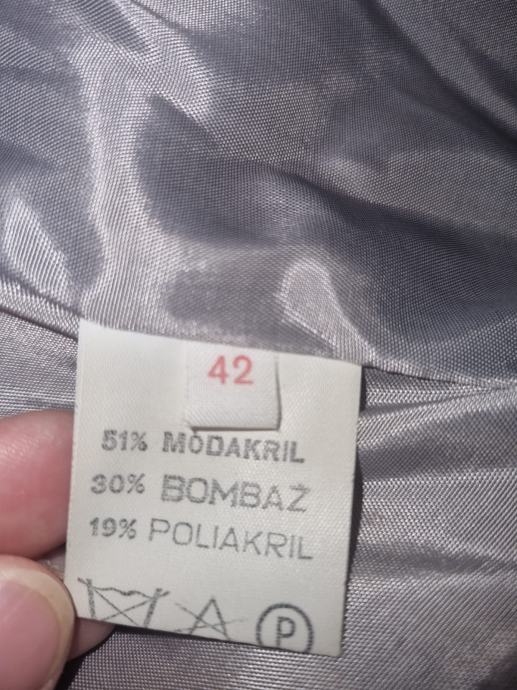 42
51% MODAKRIL
30% BOMBAŽ
19% POLIAKRIL
P